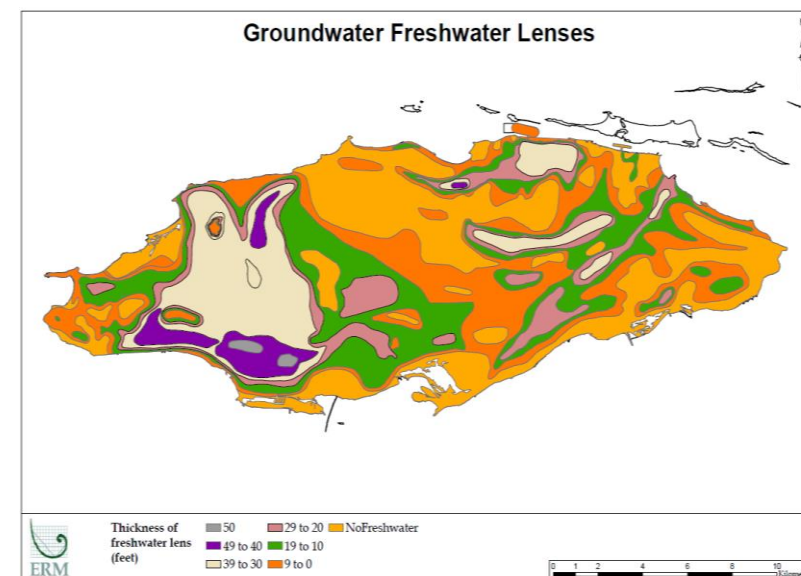 Groundwater Freshwater Lenses
Thickness of
freshwater lens
(feet)
50
49 to 40
39 to 30
29 to 20
19 to 10
9 to 0
NoFreshwater
ERM
0 1 2 4 6 8 10